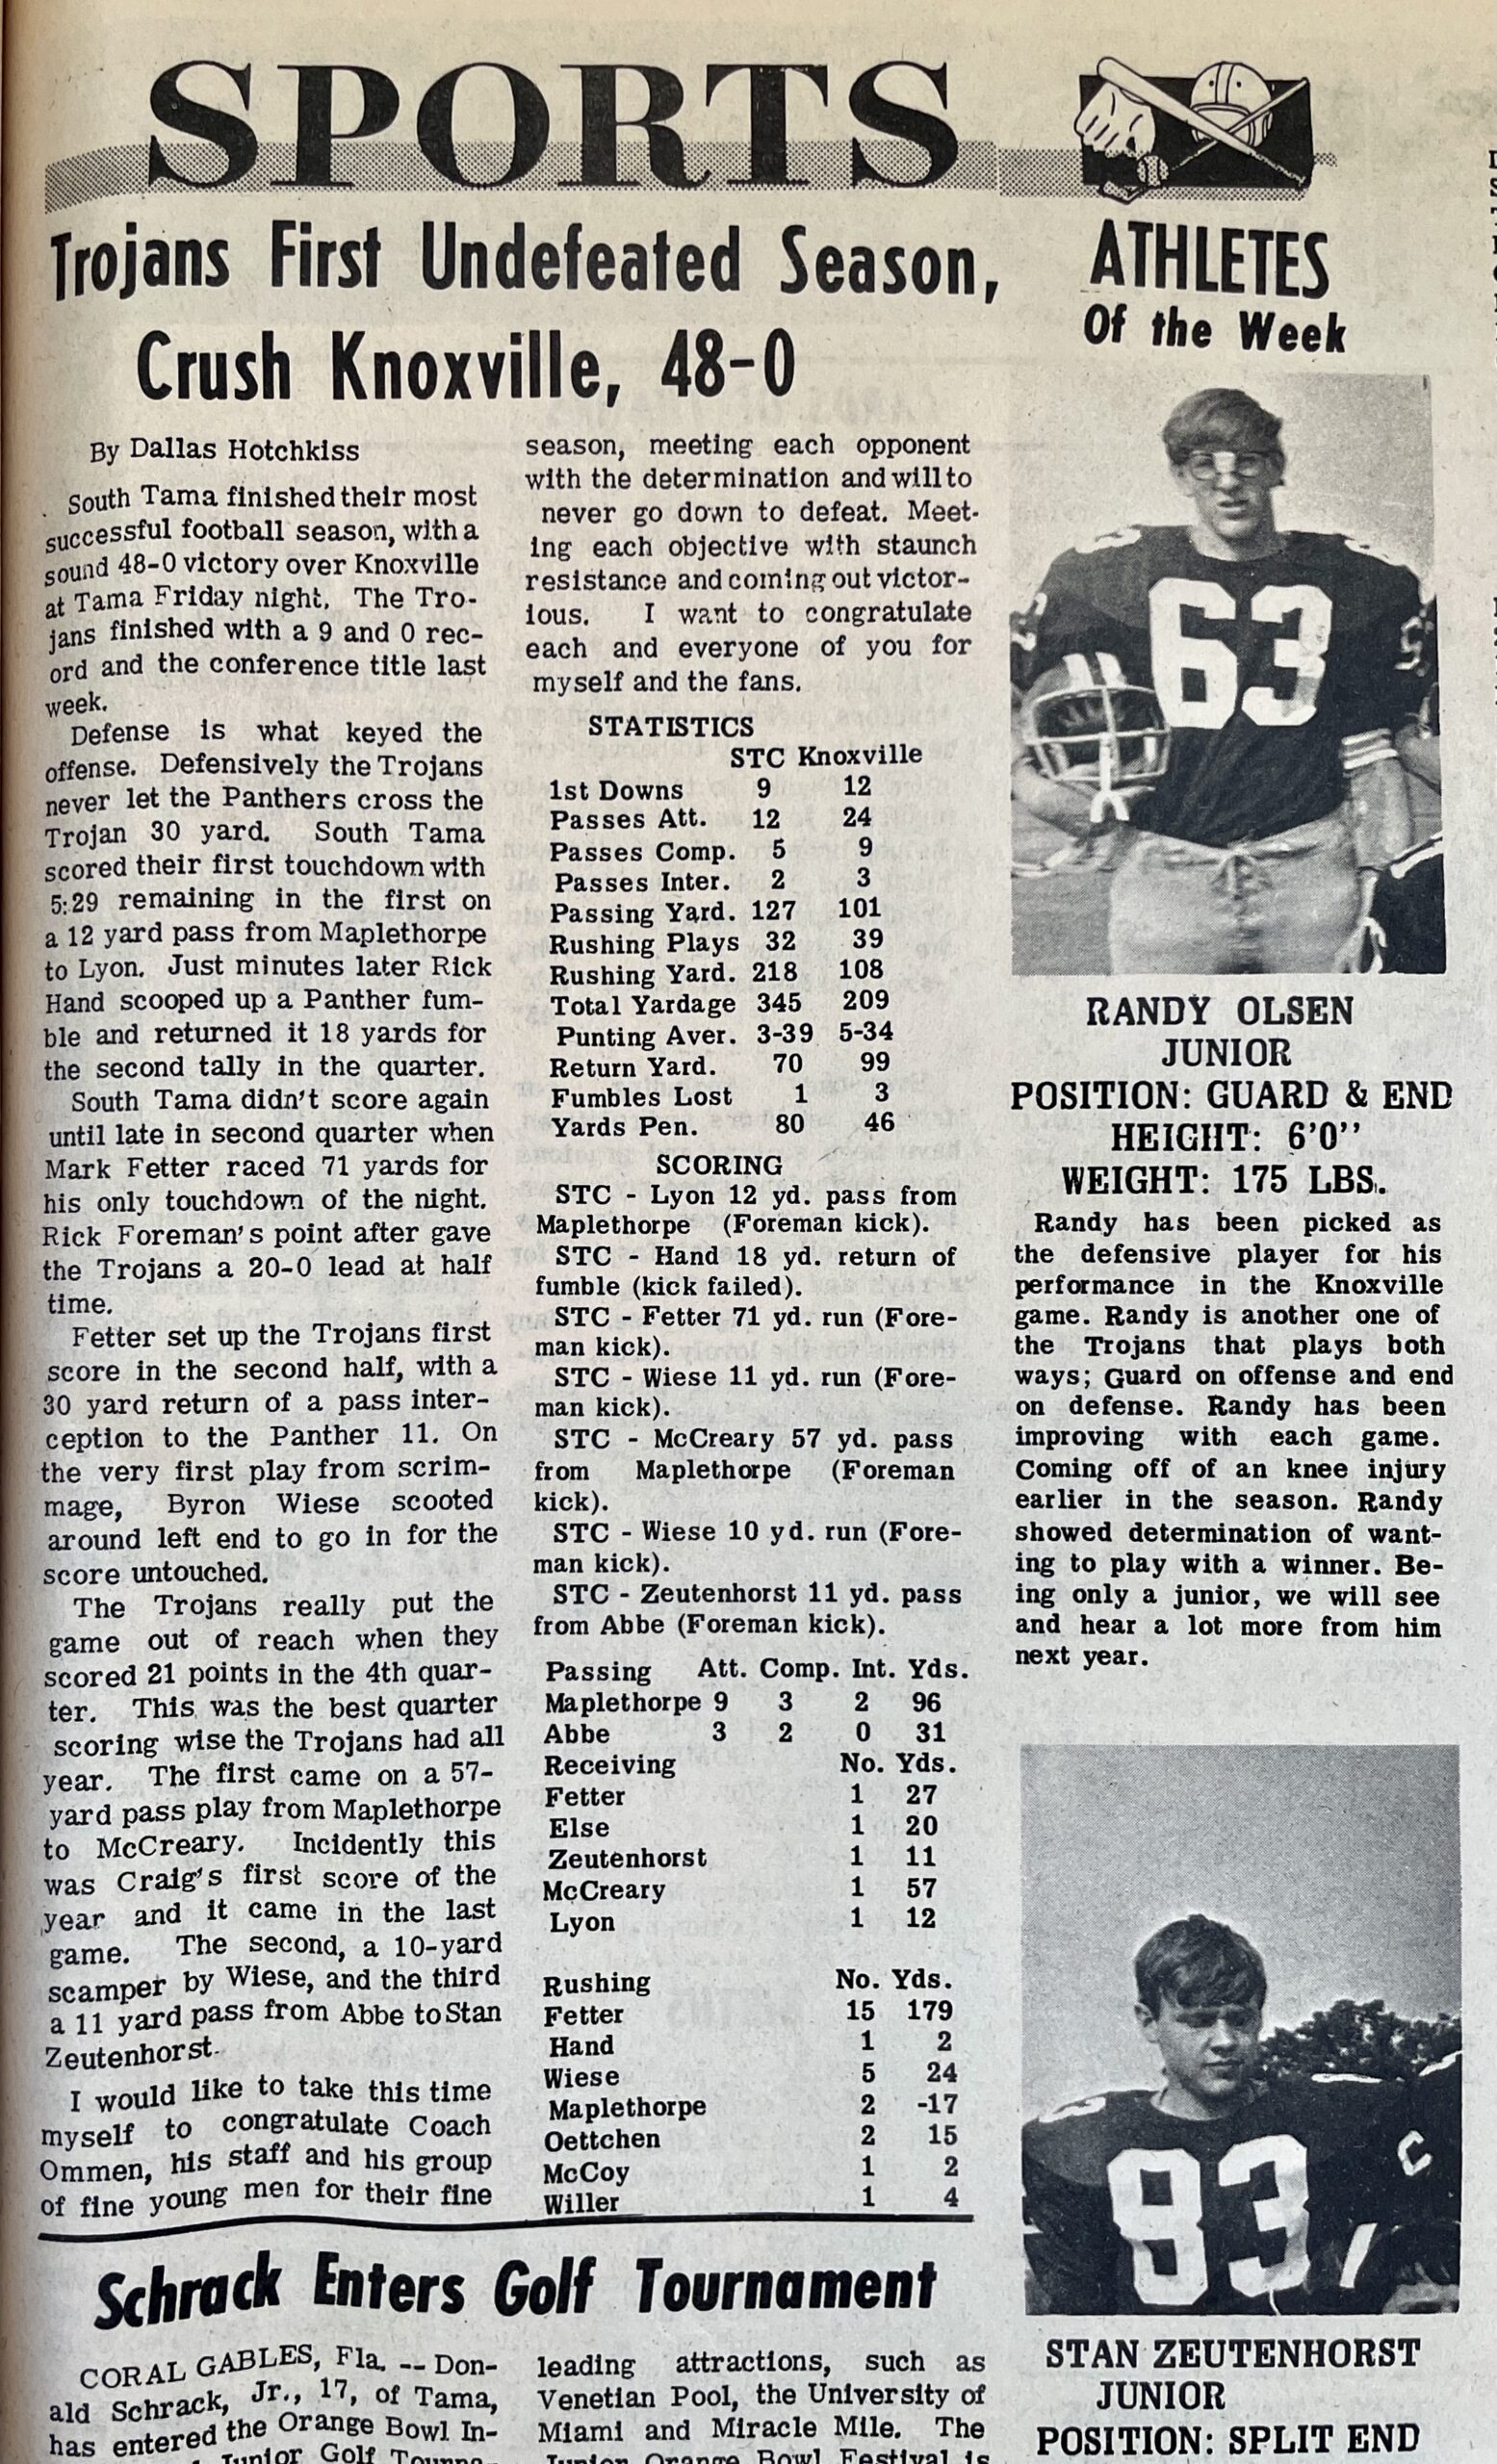 SPORTS
Trojans First Undefeated Season,
Crush Knoxville, 48-0
By Dallas Hotchkiss
South Tama finished their most
successful football season, with a
sound 48-0 victory over Knoxville
at Tama Friday night. The Tro-
jans finished with a 9 and 0 rec-
ord and the conference title last
week.
Defense is what keyed the
offense. Defensively the Trojans
never let the Panthers cross the
Trojan 30 yard. South Tama
scored their first touchdown with
5:29 remaining in the first on
a 12 yard pass from Maplethorpe
to Lyon. Just minutes later Rick
Hand scooped up a Panther fum-
ble and returned it 18 yards for
the second tally in the quarter.
South Tama didn't score again
until late in second quarter when
Mark Fetter raced 71 yards for
his only touchdown of the night.
Rick Foreman's point after gave
the Trojans a 20-0 lead at half
time.
Fetter set up the Trojans first
score in the second half, with a
30 yard return of a pass inter-
ception to the Panther 11. On
the very first play from scrim-
mage, Byron Wiese scooted
around left end to go in for the
score untouched.
The Trojans really put the
game out of reach when they
scored 21 points in the 4th quar-
ter. This was the best quarter
scoring wise the Trojans had all
year. The first came on a 57-
yard pass play from Maplethorpe
to McCreary. Incidently this
was Craig's first score of the
year and it came in the last
game. The second, a 10-yard
scamper by Wiese, and the third
a 11 yard pass from Abbe to Stan
Zeutenhorst.
I would like to take this time
myself to congratulate Coach
Ommen, his staff and his group
of fine young men for their fine
season, meeting each opponent
with the determination and will to
never go down to defeat. Meet-
ing each objective with staunch
resistance and coming out victor-
ious. I want to congratulate
each and everyone of you for
myself and the fans.
STATISTICS
STC Knoxville
1st Downs 9 12
Passes Att. 12 24
Passes Comp. 5 9
Passes Inter. 2 3
Passing Yard. 127 101
Rushing Plays 32 39
Rushing Yard. 218 108
Total Yardage 345 209
Punting Aver. 3-39 5-34
Return Yard. 70 99
Fumbles Lost 1 3
Yards Pen. 80 46
SCORING
STC - Lyon 12 yd. pass from
Maplethorpe (Foreman kick).
STC - Hand 18 yd. return of
fumble (kick failed).
STC - Fetter 71 yd. run (Fore-
man kick).
STC - Wiese 11 yd. run (Fore-
man kick).
STC - McCreary 57 yd. pass
from Maplethorpe (Foreman
kick).
STC - Wiese 10 yd. run (Fore-
man kick).
STC - Zeutenhorst 11 yd. pass
from Abbe (Foreman kick).
Passing Att. Comp. Int. Yds.
Maplethorpe 9 3 2 96
Abbe 3 2 0 31
Receiving No. Yds.
Fetter 1 27
Else 1 20
Zeutenhorst 1 11
McCreary 1 57
Lyon 1 12
Rushing No. Yds.
Fetter 15 179
Hand 1 2
Wiese 5 24
Maplethorpe 2 -17
Oettchen 2 15
McCoy 1 2
Willer 1 4
ATHLETES
Of the Week
63
RANDY OLSEN
JUNIOR
POSITION: GUARD & END
HEIGHT: 6'0''
WEIGHT: 175 LBS.
Randy has been picked as
the defensive player for his
performance in the Knoxville
game. Randy is another one of
the Trojans that plays both
ways; Guard on offense and end
on defense. Randy has been
improving with each game.
Coming off of an knee injury
earlier in the season. Randy
showed determination of want-
ing to play with a winner. Be-
ing only a junior, we will see
and hear a lot more from him
next year.
83
STAN ZEUTENHORST
JUNIOR
POSITION: SPLIT END
Schrack Enters Golf Tournament
CORAL GABLES, Fla. -- Don-
ald Schrack, Jr., 17, of Tama,
has entered the Orange Bowl In-
Junior Golf Tourna-
leading attractions, such as
Venetian Pool, the University of
Miami and Miracle Mile. The
Junior Orange Bowl Festival is